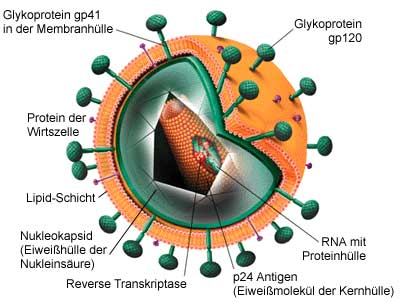 Glykoprotein gp41
in der Membranhülle
Glykoprotein
gp120
Protein der
Wirtszelle
Lipid-Schicht
Nukleokapsid
(Eiweißhülle der
Nukleinsäure)
Reverse Transkriptase
p24 Antigen
(Eiweißmolekül der Kernhülle)
RNA mit
Proteinhülle